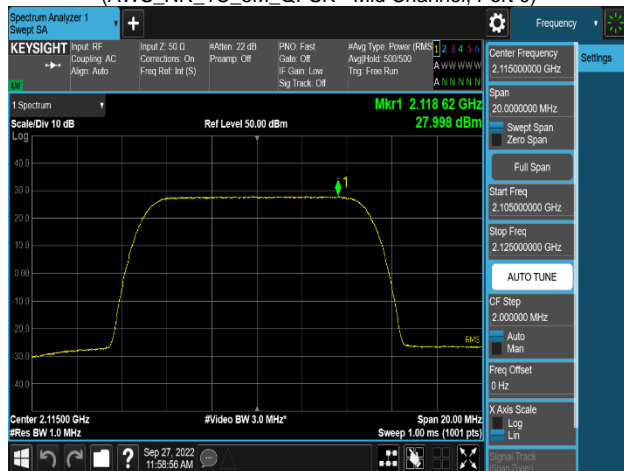 Spectrum Analyzer 1
Swept SA
+
Frequency
KEYSIGHT
Input: RF
Coupling: AC
Align: Auto
Input Z: 50 Ω
Corrections: On
Freq Ref: Int (S)
#Atten: 22 dB
Preamp: Off
PNO: Fast
Gate: Off
IF Gain: Low
Sig Track: Off
#Avg Type: Power (RMS
Avg|Hold: 500/500
Trig: Free Run
1 2 3 4 5 6
A W W W W W
A N N N N N
1 Spectrum
Scale/Div 10 dB
Ref Level 50.00 dBm
Mkr1 2.118 62 GHz
27.998 dBm
Log
40.0
30.0
20.0
10.0
0.00
-10.0
-20.0
-30.0
-40.0
1
RMS
Center 2.11500 GHz
#Res BW 1.0 MHz
#Video BW 3.0 MHz*
Span 20.00 MHz
Sweep 1.00 ms (1001 pts)
?
Sep 27, 2022
11:58:56 AM
Center Frequency
2.115000000 GHz
Settings
Span
20.0000000 MHz
Swept Span
Zero Span
Full Span
Start Freq
2.105000000 GHz
Stop Freq
2.125000000 GHz
AUTO TUNE
CF Step
2.000000 MHz
Auto
Man
Freq Offset
0 Hz
X Axis Scale
Log
Lin
Signal Track
(Span Zoom)